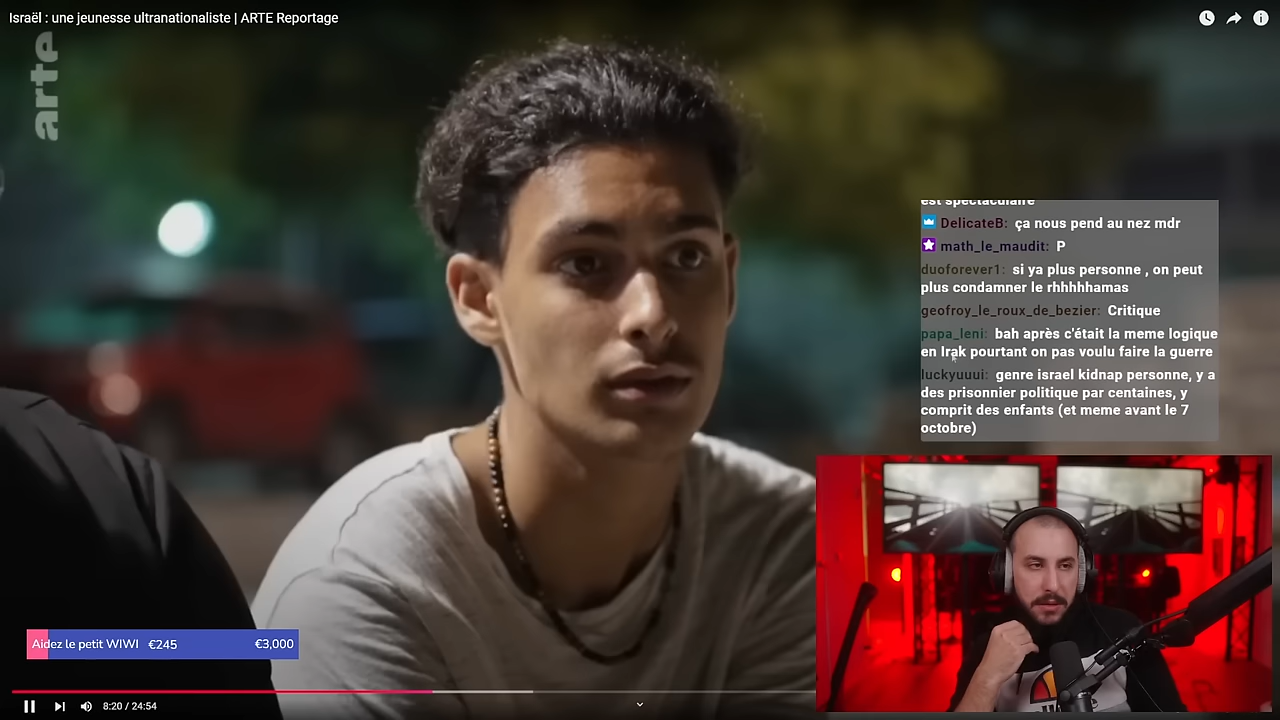 Israël : une jeunesse ultranationaliste | ARTE Reportage
arte
est spectaculaire
DelicateB: ça nous pend au nez mdr
math_le_maudit: P
duoforever1: si ya plus personne , on peut
plus condamner le rhhhhhamas
geofroy_le_roux_de_bezier: Critique
papa_leni: bah après c'était la meme logique
en Irak pourtant on pas voulu faire la guerre
luckyuuui: genre israel kidnap personne, y a
des prisonnier politique par centaines, y
comprit des enfants (et meme avant le 7
octobre)
Aidez le petit WIWI €245 €3,000
8:20 / 24:54